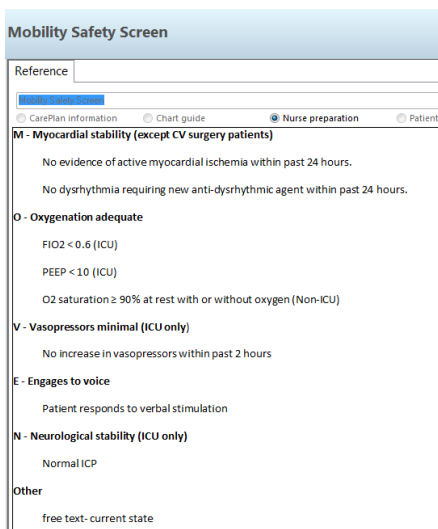 Mobility Safety Screen
Reference
Mobility Safety Screen
CarePlan information Chart guide Nurse preparation Patient
M - Myocardial stability (except CV surgery patients)
No evidence of active myocardial ischemia within past 24 hours.
No dysrhythmia requiring new anti-dysrhythmic agent within past 24 hours.
O - Oxygenation adequate
FIO2 < 0.6 (ICU)
PEEP < 10 (ICU)
O2 saturation ≥ 90% at rest with or without oxygen (Non-ICU)
V - Vasopressors minimal (ICU only)
No increase in vasopressors within past 2 hours
E - Engages to voice
Patient responds to verbal stimulation
N - Neurological stability (ICU only)
Normal ICP
Other
free text- current state